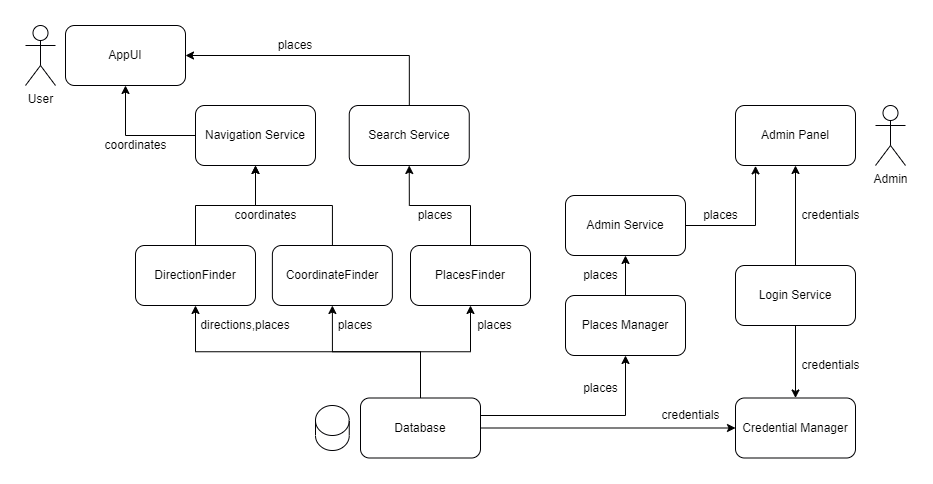 places
AppUI
User
Navigation Service
Search Service
Admin Panel
coordinates
Admin
coordinates
places
Admin Service
places
credentials
DirectionFinder
CoordinateFinder
PlacesFinder
places
Login Service
directions,places
places
places
Places Manager
credentials
places
credentials
Database
Credential Manager